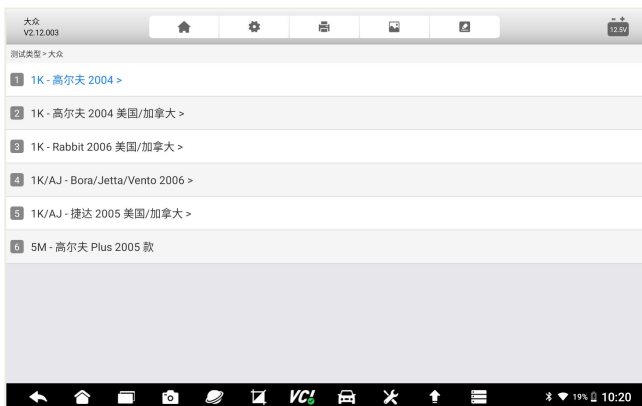 大众
V2.12.003
12.5V
测试类型 > 大众
1 1K - 高尔夫 2004 >
2 1K - 高尔夫 2004 美国/加拿大 >
3 1K - Rabbit 2006 美国/加拿大 >
4 1K/AJ - Bora/Jetta/Vento 2006 >
5 1K/AJ - 捷达 2005 美国/加拿大 >
6 5M - 高尔夫 Plus 2005 款
VCI 19% 10:20